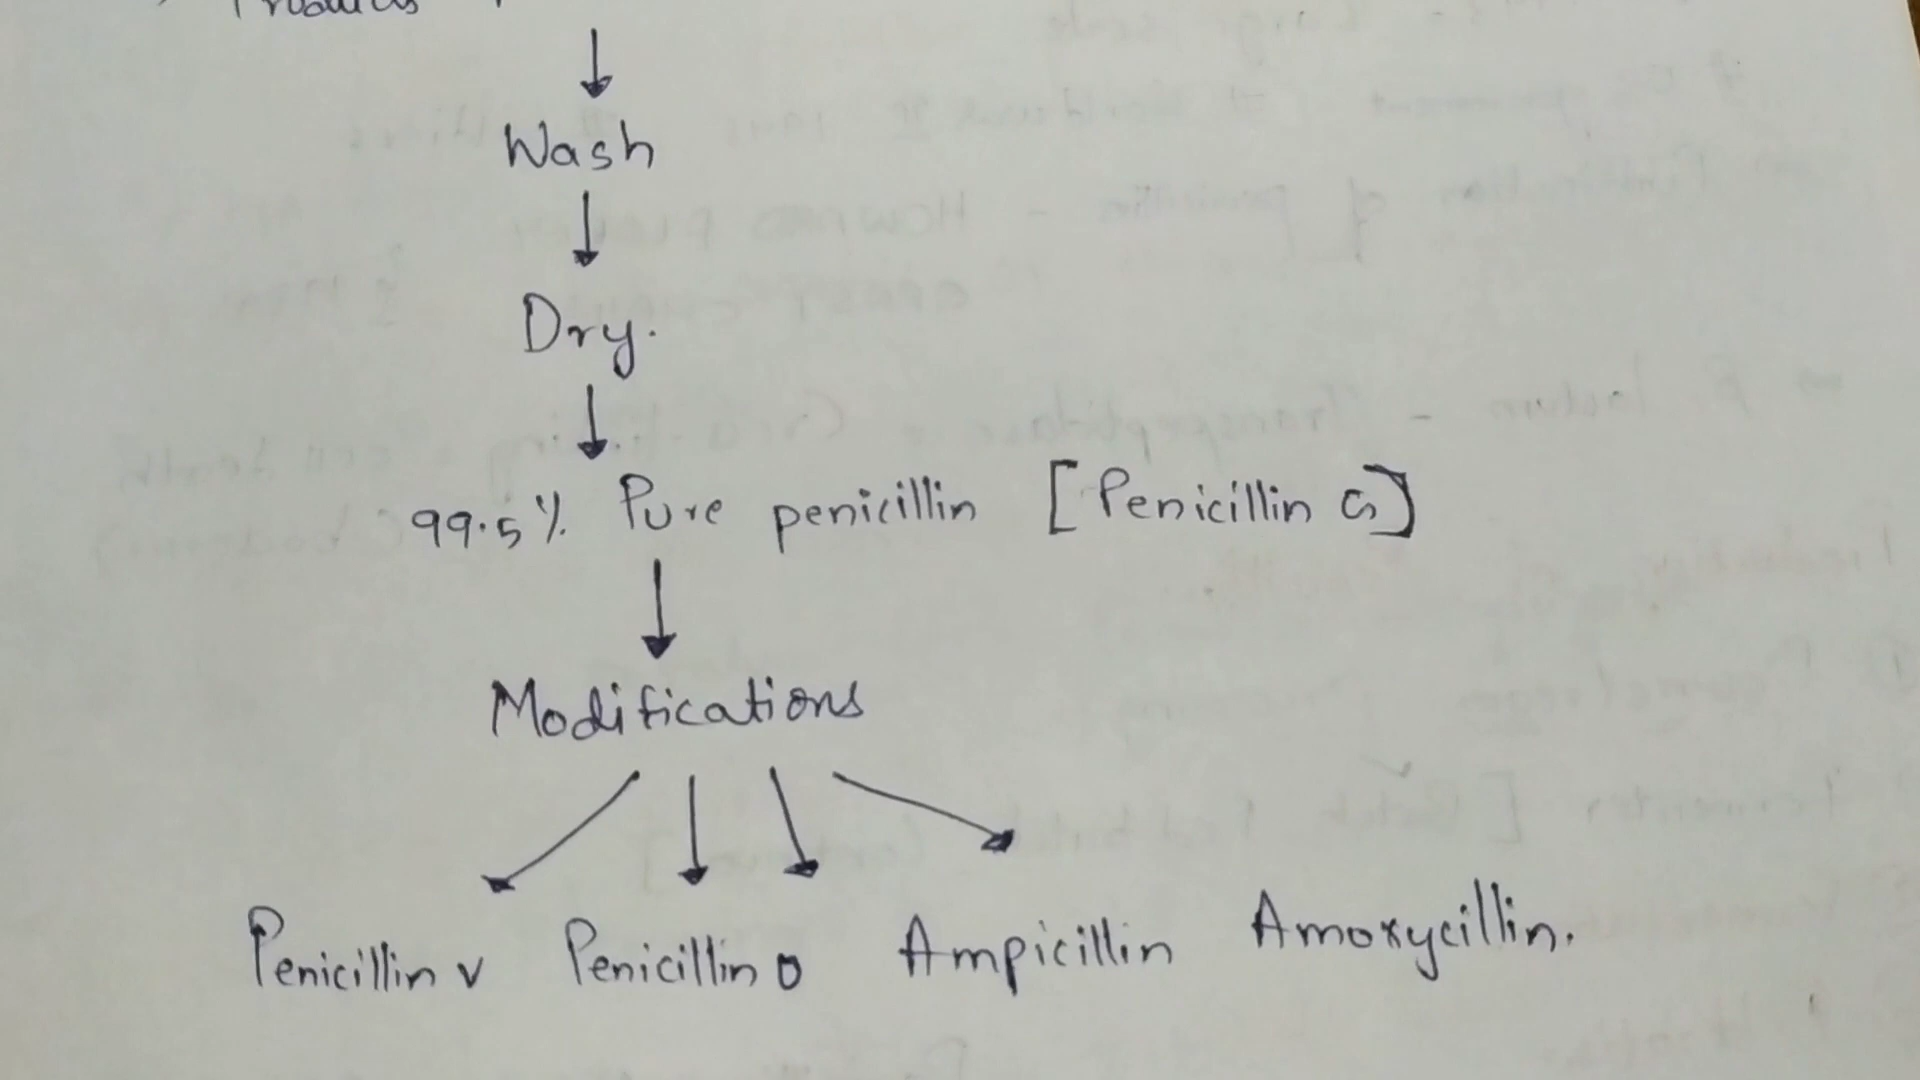 Wash
Dry.
99.5% Pure penicillin [Penicillin G]
Modifications
Penicillin V Penicillin O Ampicillin Amoxycillin.